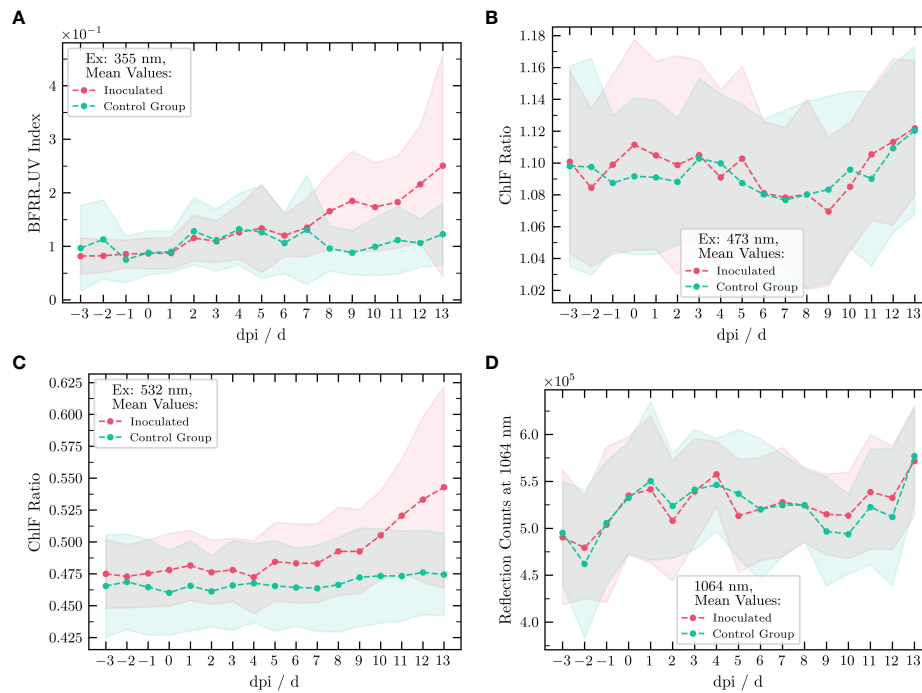 A
×10⁻¹
Ex: 355 nm,
Mean Values:
Inoculated
Control Group
BFRR_UV Index
4
3
2
1
0
−3 −2 −1 0 1 2 3 4 5 6 7 8 9 10 11 12 13
dpi / d
B
1.18
1.16
1.14
1.12
1.10
1.08
1.06
1.04
1.02
ChlF Ratio
Ex: 473 nm,
Mean Values:
Inoculated
Control Group
−3 −2 −1 0 1 2 3 4 5 6 7 8 9 10 11 12 13
dpi / d
C
0.625
0.600
0.575
0.550
0.525
0.500
0.475
0.450
0.425
ChlF Ratio
Ex: 532 nm,
Mean Values:
Inoculated
Control Group
−3 −2 −1 0 1 2 3 4 5 6 7 8 9 10 11 12 13
dpi / d
D
×10⁵
6.0
5.5
5.0
4.5
4.0
Reflection Counts at 1064 nm
1064 nm,
Mean Values:
Inoculated
Control Group
−3 −2 −1 0 1 2 3 4 5 6 7 8 9 10 11 12 13
dpi / d